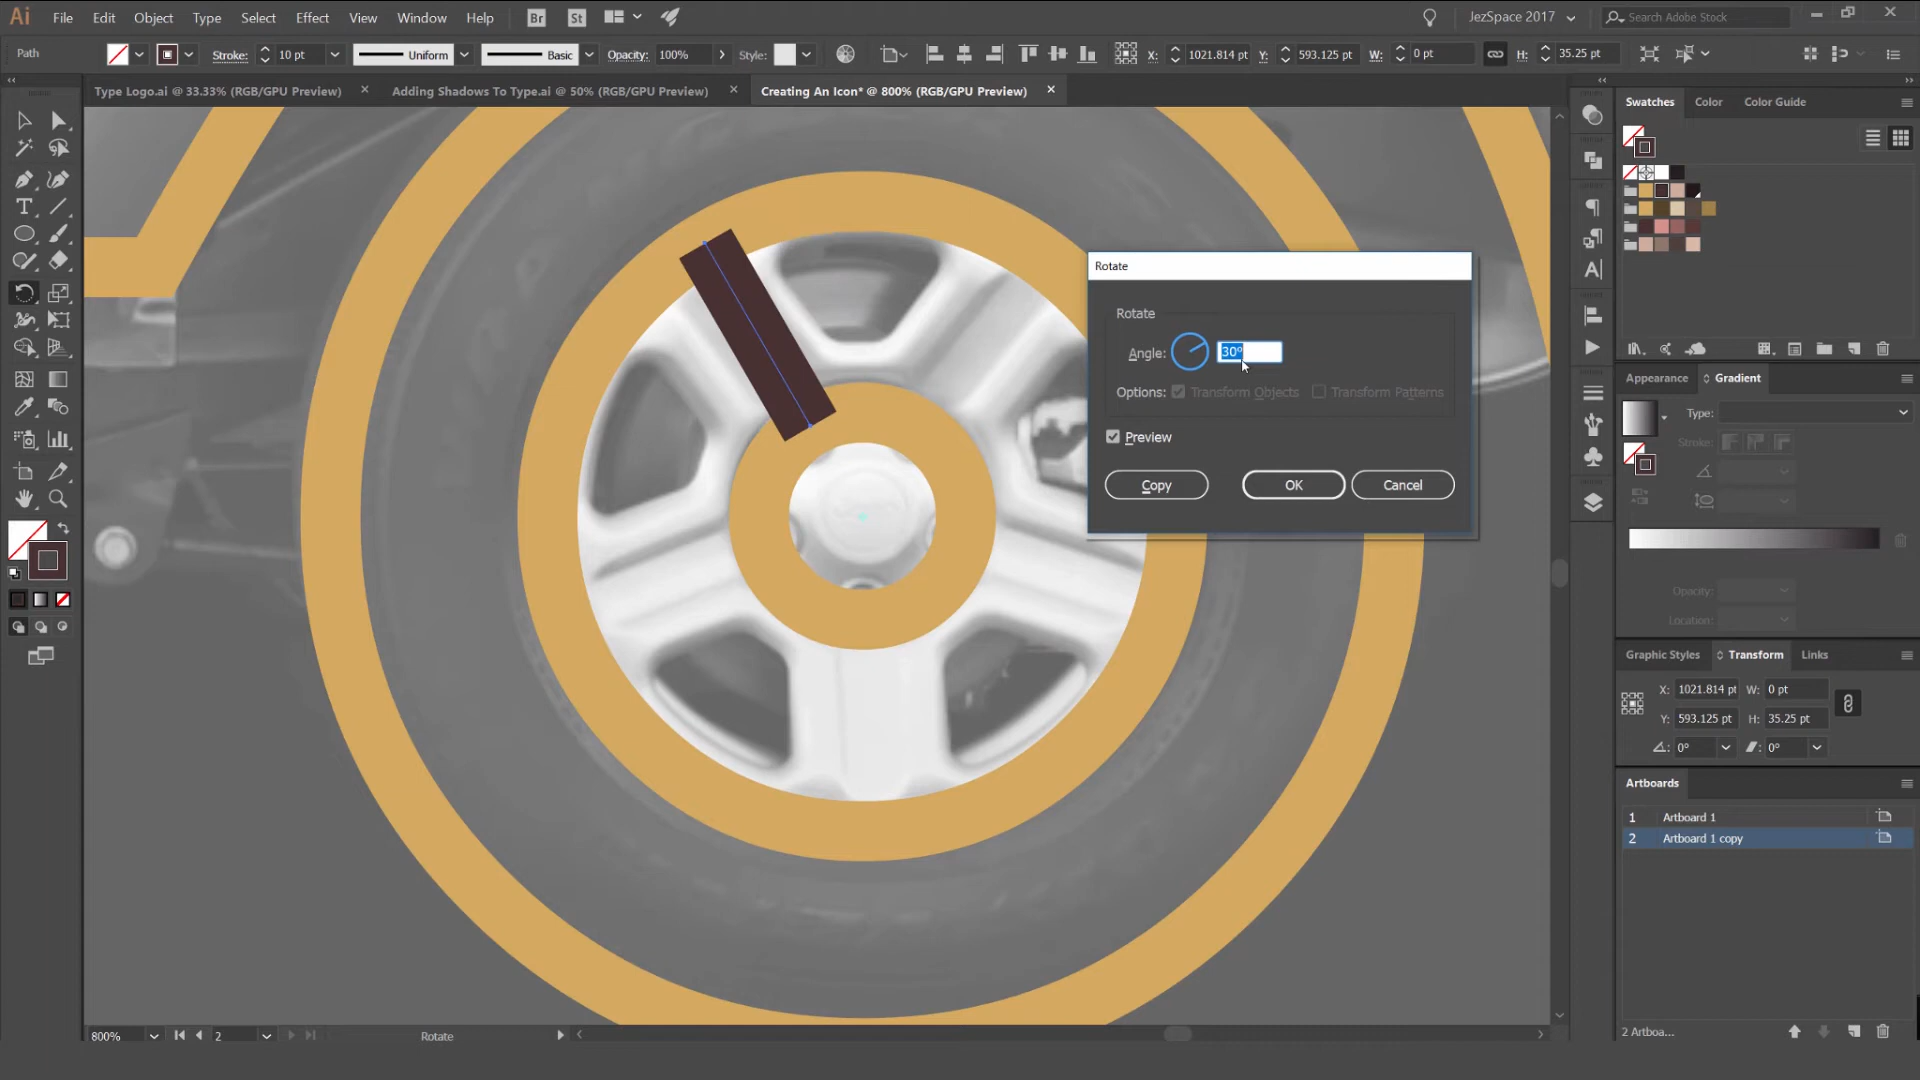 Ai File Edit Object Type Select Effect View Window Help Br St JezSpace 2017 Search Adobe Stock
Path Stroke: 10 pt Uniform Basic Opacity: 100% Style: X: 1021.814 pt Y: 593.125 pt W: 0 pt H: 35.25 pt
Type Logo.ai @ 33.33% (RGB/GPU Preview) × Adding Shadows To Type.ai @ 50% (RGB/GPU Preview) × Creating An Icon* @ 800% (RGB/GPU Preview) ×
Swatches Color Color Guide
Rotate
Rotate
Angle: 30°
Options: Transform Objects Transform Patterns
Preview
Copy OK Cancel
Appearance Gradient
Type:
Stroke:
Opacity:
Location:
Graphic Styles Transform Links
X: 1021.814 pt W: 0 pt
Y: 593.125 pt H: 35.25 pt
0° 0°
Artboards
1 Artboard 1
2 Artboard 1 copy
2 Artboa...
800% 2 Rotate